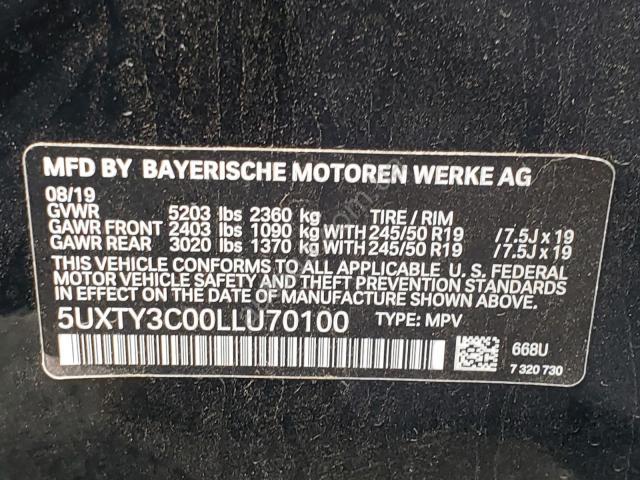 MFD BY BAYERISCHE MOTOREN WERKE AG
08/19
GVWR 5203 lbs 2360 kg TIRE / RIM
GAWR FRONT 2403 lbs 1090 kg WITH 245/50 R19 /7.5J x 19
GAWR REAR 3020 lbs 1370 kg WITH 245/50 R19 /7.5J x 19
THIS VEHICLE CONFORMS TO ALL APPLICABLE U. S. FEDERAL
MOTOR VEHICLE SAFETY AND THEFT PREVENTION STANDARDS
IN EFFECT ON THE DATE OF MANUFACTURE SHOWN ABOVE.
5UXTY3C00LLU70100 TYPE: MPV
668U
7 320 730